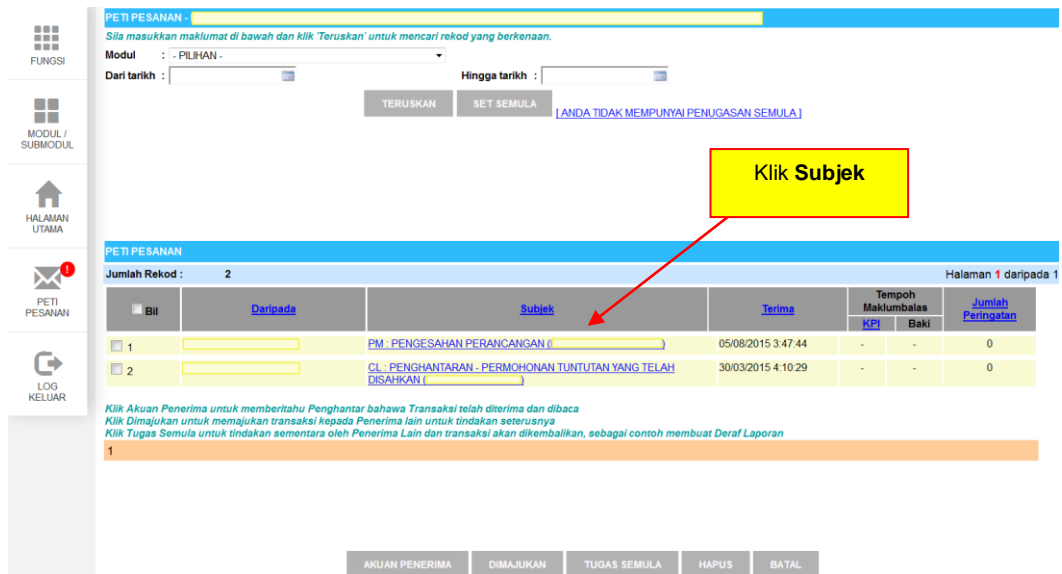 PETI PESANAN -
Sila masukkan maklumat di bawah dan klik 'Teruskan' untuk mencari rekod yang berkenaan.
Modul : - PILIHAN -
Dari tarikh : Hingga tarikh :
TERUSKAN SET SEMULA [ ANDA TIDAK MEMPUNYAI PENUGASAN SEMULA ]
FUNGSI
MODUL /
SUBMODUL
HALAMAN
UTAMA
!
PETI
PESANAN
LOG
KELUAR
Klik Subjek
PETI PESANAN
Jumlah Rekod : 2 Halaman 1 daripada 1
Bil Daripada Subjek Terima Tempoh Maklumbalas Jumlah Peringatan
KPI Baki
1 PM : PENGESAHAN PERANCANGAN ( ) 05/08/2015 3:47:44 - - 0
2 CL : PENGHANTARAN - PERMOHONAN TUNTUTAN YANG TELAH 30/03/2015 4:10:29 - - 0
DISAHKAN ( )
Klik Akuan Penerima untuk memberitahu Penghantar bahawa Transaksi telah diterima dan dibaca
Klik Dimajukan untuk memajukan transaksi kepada Penerima lain untuk tindakan seterusnya
Klik Tugas Semula untuk tindakan sementara oleh Penerima Lain dan transaksi akan dikembalikan, sebagai contoh membuat Deraf Laporan
1
AKUAN PENERIMA DIMAJUKAN TUGAS SEMULA HAPUS BATAL